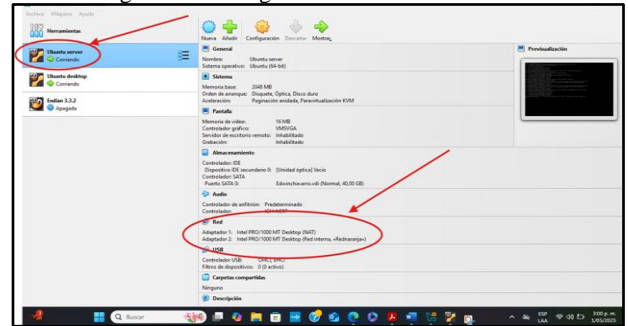 Archivo Máquina Ayuda
Herramientas
Nueva Añadir Configuración Descartar Mostrar
Ubuntu server
Corriendo
Ubuntu desktop
Corriendo
Endian 3.3.2
Apagado
General
Nombre: Ubuntu server
Sistema operativo: Ubuntu (64-bit)
Sistema
Memoria base: 2048 MB
Orden de arranque: Disquete, Óptica, Disco duro
Aceleración: Paginación anidada, Paravirtualización KVM
Pantalla
Memoria de vídeo: 16 MB
Controlador gráfico: VMSVGA
Servidor de escritorio remoto: Inhabilitado
Grabación: Inhabilitado
Almacenamiento
Controlador: IDE
Dispositivo IDE secundario 0: [Unidad óptica] Vacío
Controlador: SATA
Puerto SATA 0: (Normal, 40,00 GB)
Audio
Controlador de anfitrión: Predeterminado
Controlador:
Red
Adaptador 1: Intel PRO/1000 MT Desktop (NAT)
Adaptador 2: Intel PRO/1000 MT Desktop (Red interna, «Rednaranja»)
USB
Controlador USB: OHCI, EHCI
Filtros de dispositivos: 0 (0 activo)
Carpetas compartidas
Ninguno
Descripción
Previsualización
Buscar
ESP
LAA
3:00 p. m.
1/05/2025